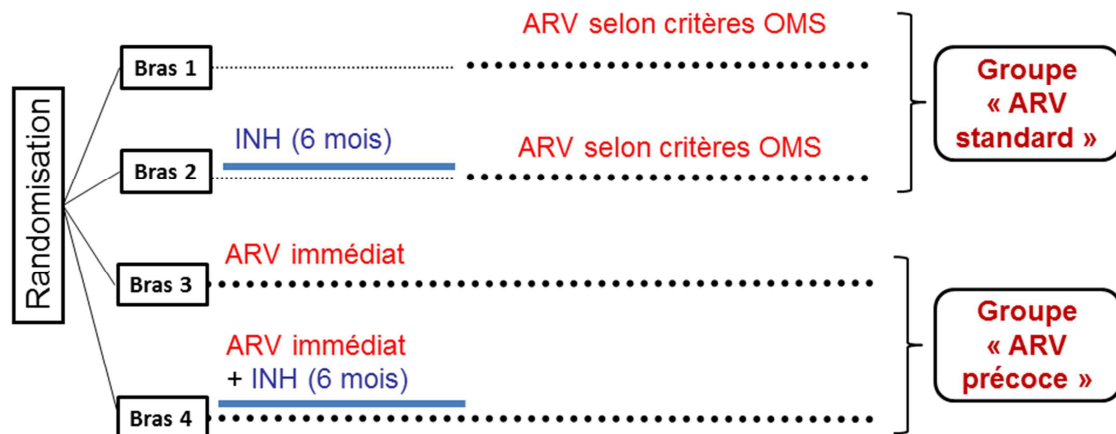 Randomisation
Bras 1
ARV selon critères OMS
Bras 2
INH (6 mois)
ARV selon critères OMS
Groupe
« ARV
standard »
Bras 3
ARV immédiat
Bras 4
ARV immédiat
+ INH (6 mois)
Groupe
« ARV
précoce »